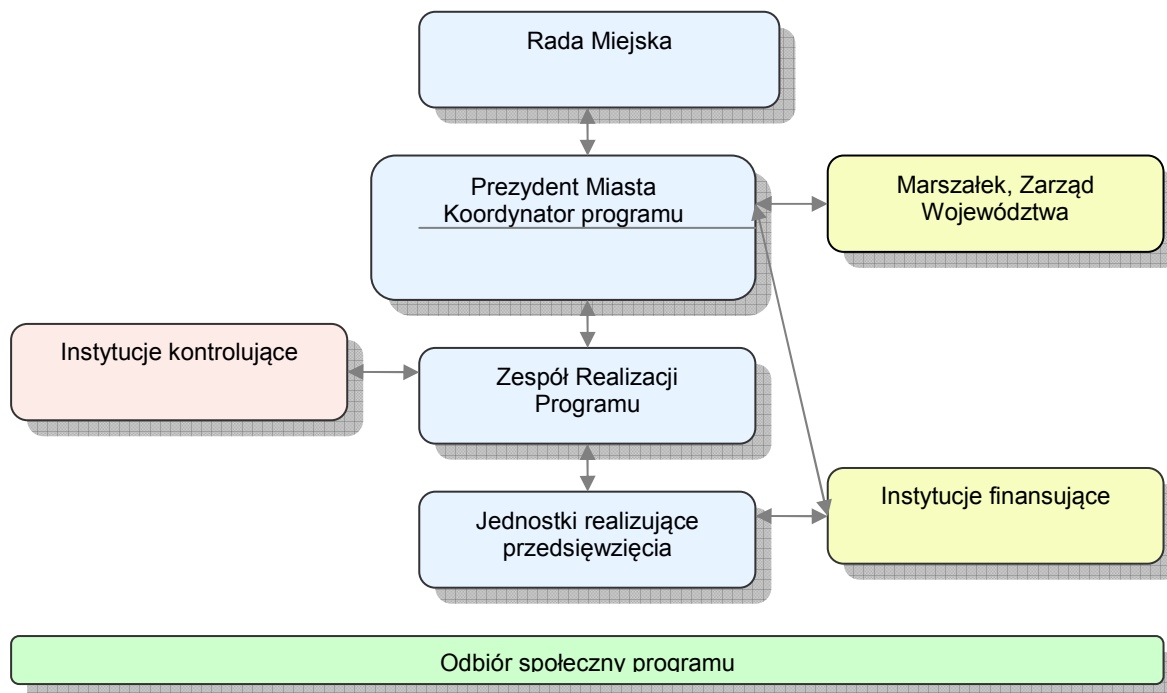 Rada Miejska
Prezydent Miasta
Koordynator programu
Marszałek, Zarząd
Województwa
Instytucje kontrolujące
Zespół Realizacji
Programu
Instytucje finansujące
Jednostki realizujące
przedsięwzięcia
Odbiór społeczny programu